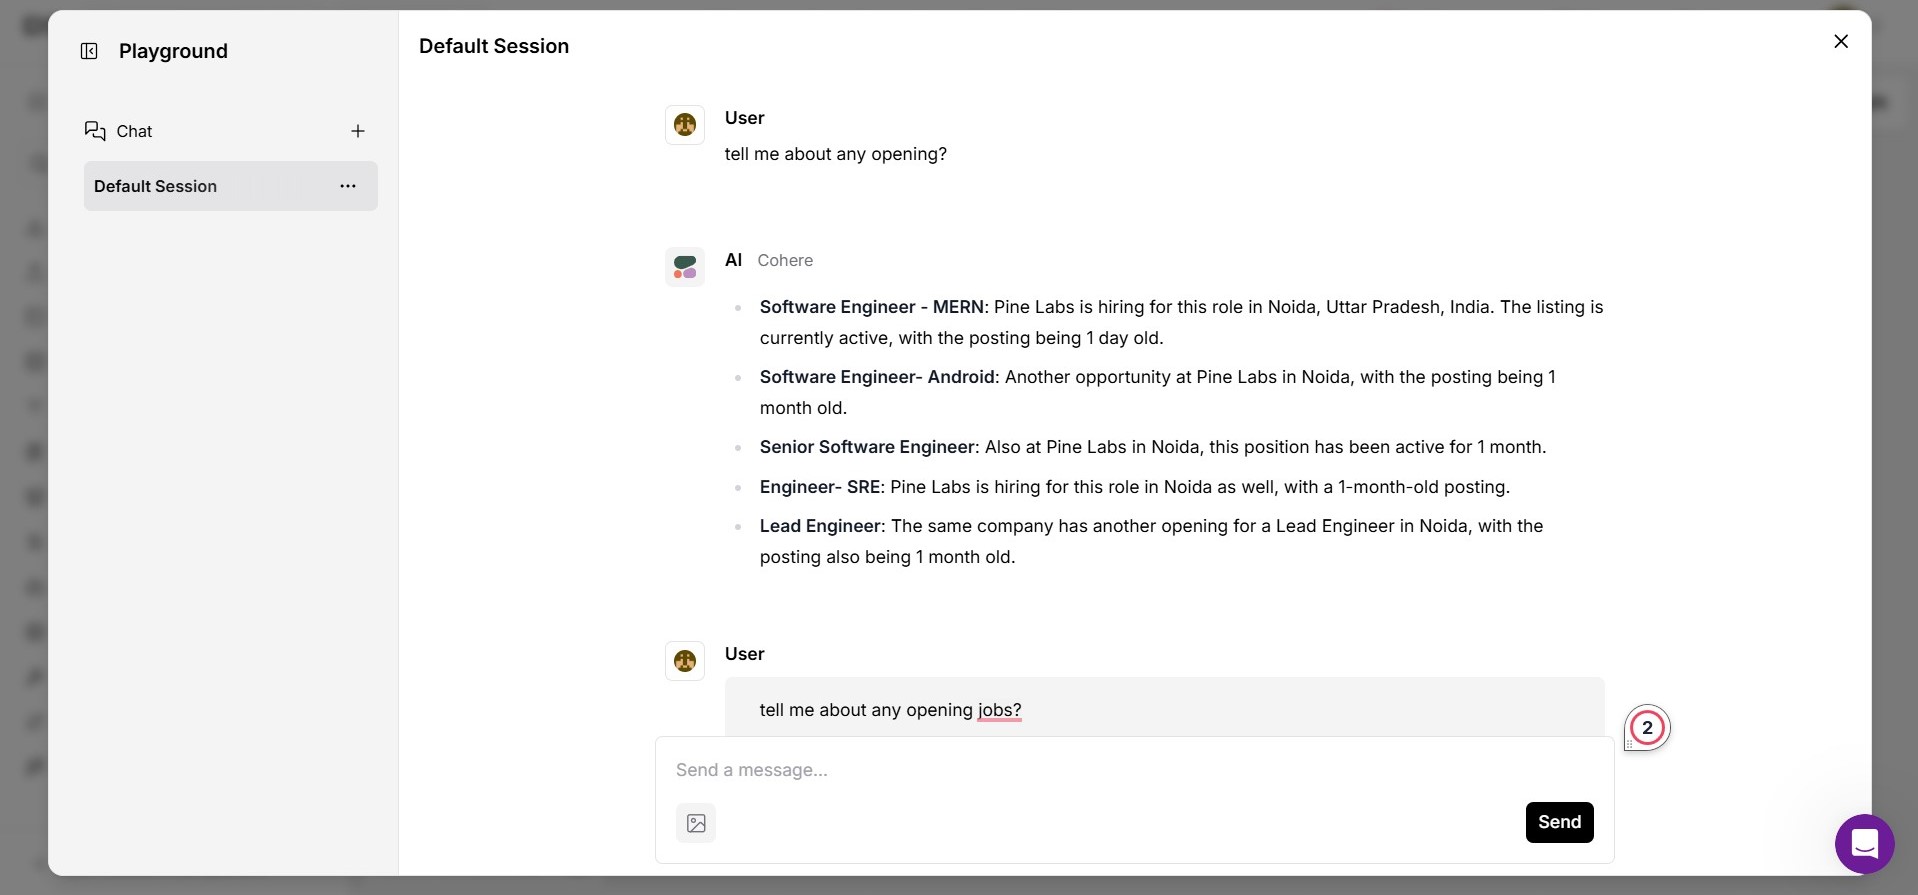 Playground
Chat
Default Session
Default Session
User
tell me about any opening?
AI Cohere
Software Engineer - MERN: Pine Labs is hiring for this role in Noida, Uttar Pradesh, India. The listing is
currently active, with the posting being 1 day old.
Software Engineer- Android: Another opportunity at Pine Labs in Noida, with the posting being 1
month old.
Senior Software Engineer: Also at Pine Labs in Noida, this position has been active for 1 month.
Engineer- SRE: Pine Labs is hiring for this role in Noida as well, with a 1-month-old posting.
Lead Engineer: The same company has another opening for a Lead Engineer in Noida, with the
posting also being 1 month old.
User
tell me about any opening jobs?
2
Send a message...
Send